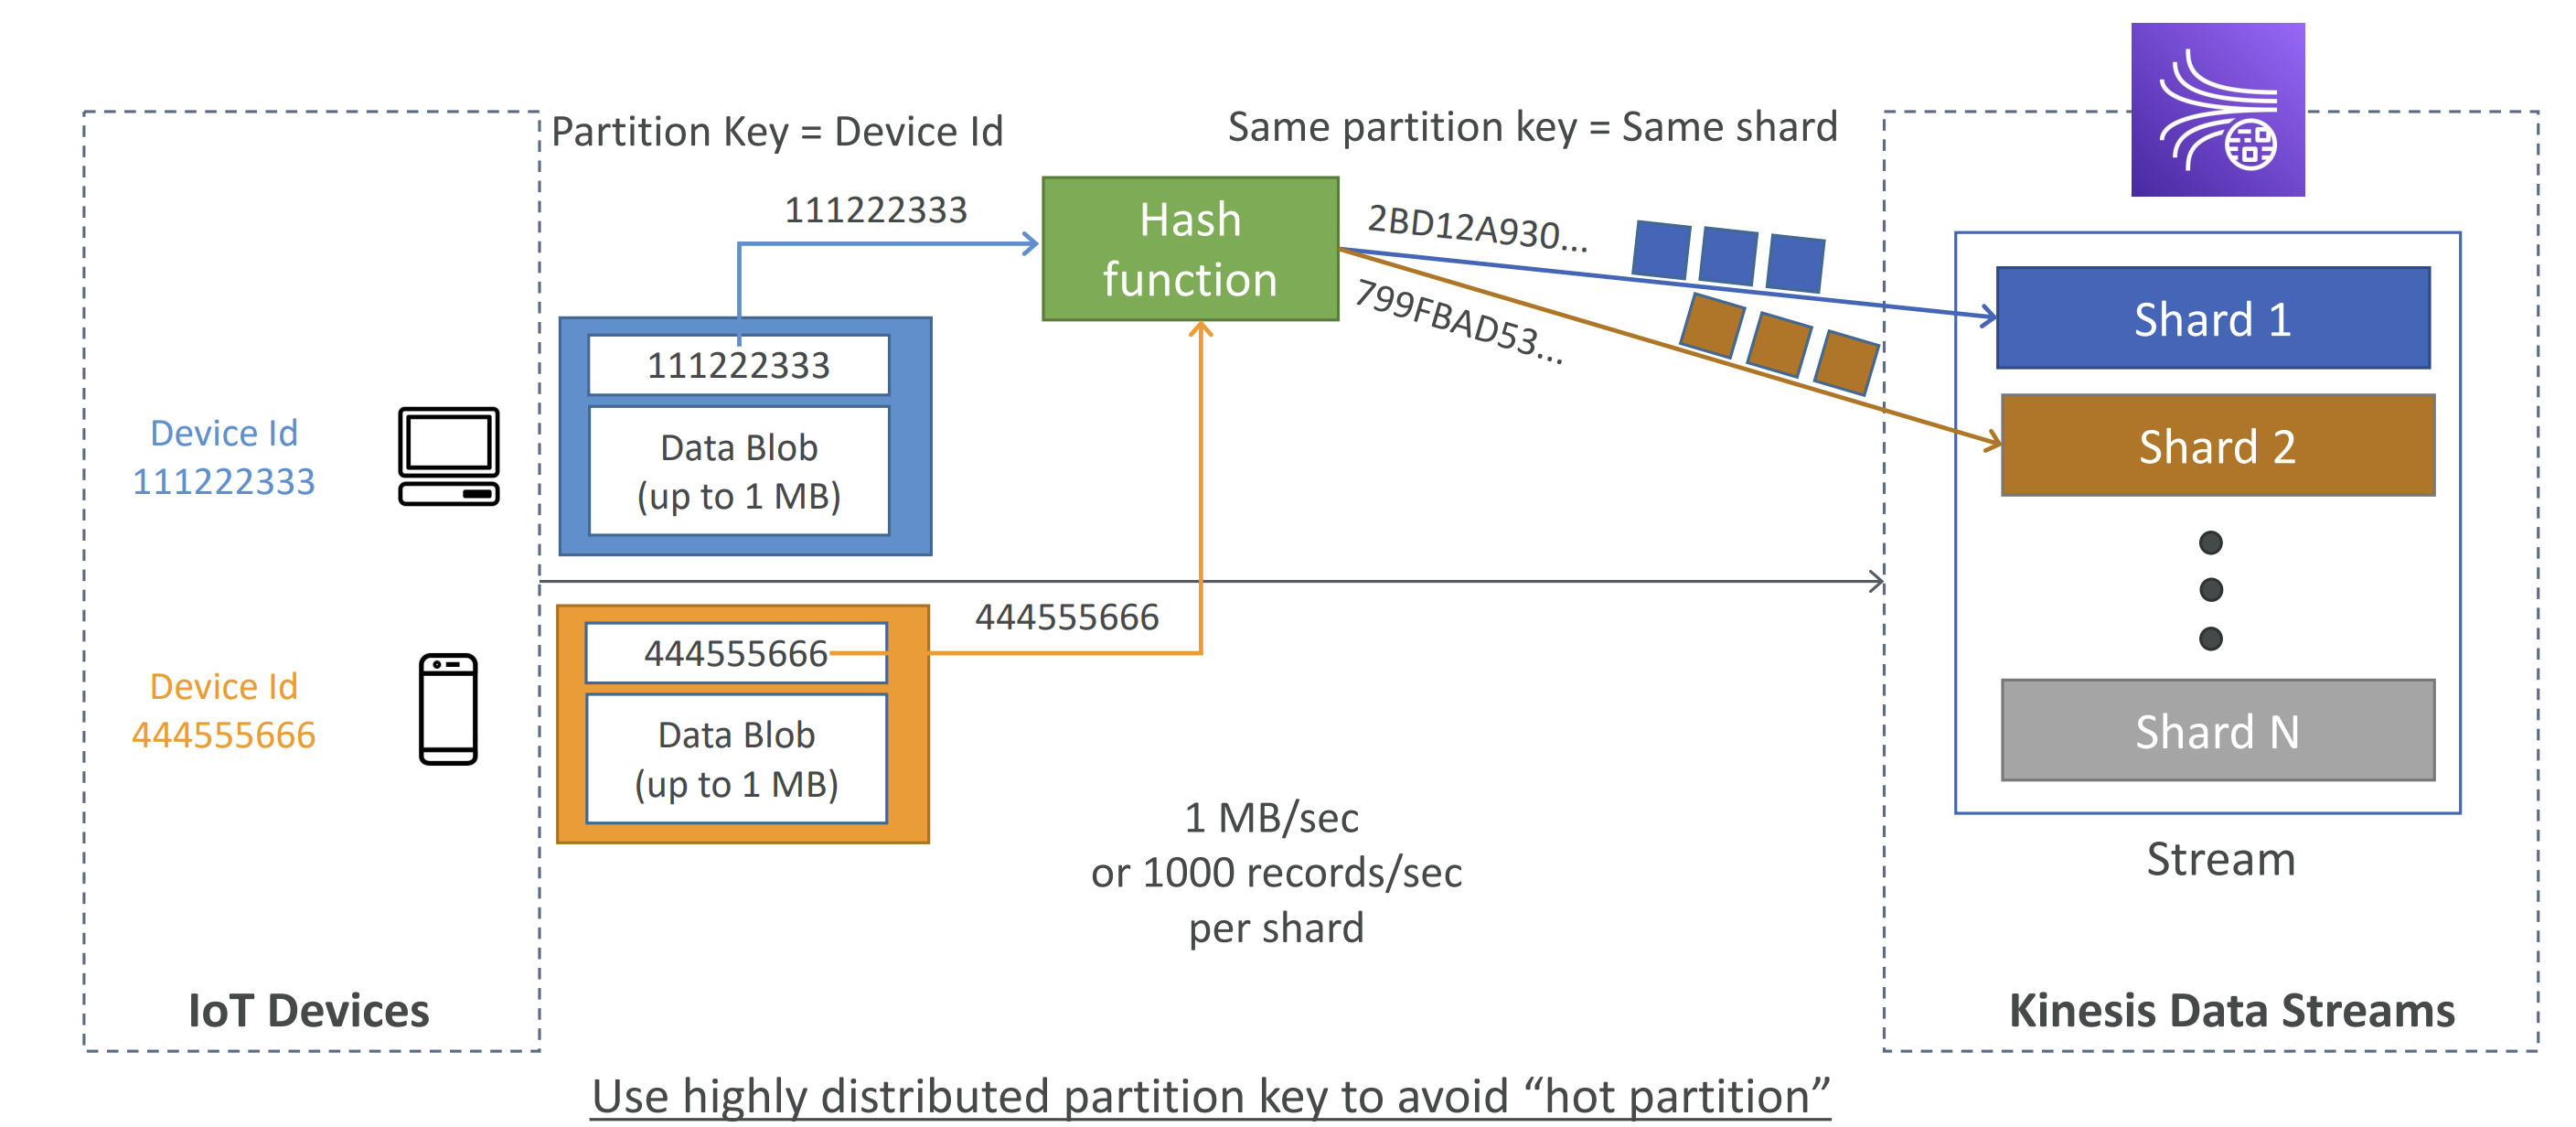 Partition Key = Device Id
Same partition key = Same shard
111222333
Hash
function
2BD12A930...
799FBAD53...
Shard 1
Shard 2
Shard N
Stream
111222333
Data Blob
(up to 1 MB)
Device Id
111222333
444555666
444555666
Data Blob
(up to 1 MB)
Device Id
444555666
1 MB/sec
or 1000 records/sec
per shard
IoT Devices
Kinesis Data Streams
Use highly distributed partition key to avoid “hot partition”